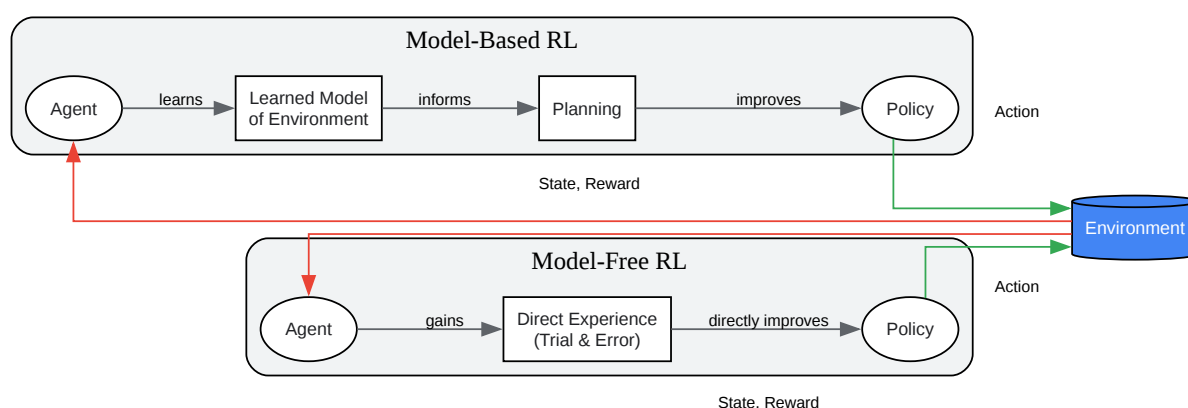 Model-Based RL
Agent
learns
Learned Model
of Environment
informs
Planning
improves
Policy
Action
State, Reward
Environment
Model-Free RL
Action
Agent
gains
Direct Experience
(Trial & Error)
directly improves
Policy
State, Reward